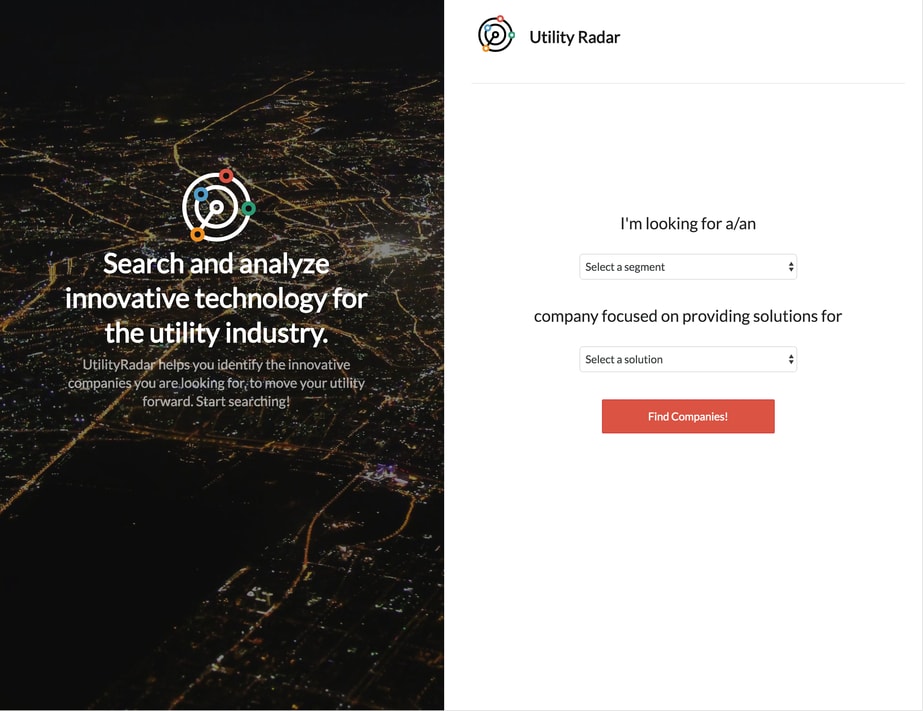 Search and analyze
innovative technology for
the utility industry.
UtilityRadar helps you identify the innovative
companies you are looking for, to move your utility
forward. Start searching!
Utility Radar
I'm looking for a/an
Select a segment
company focused on providing solutions for
Select a solution
Find Companies!